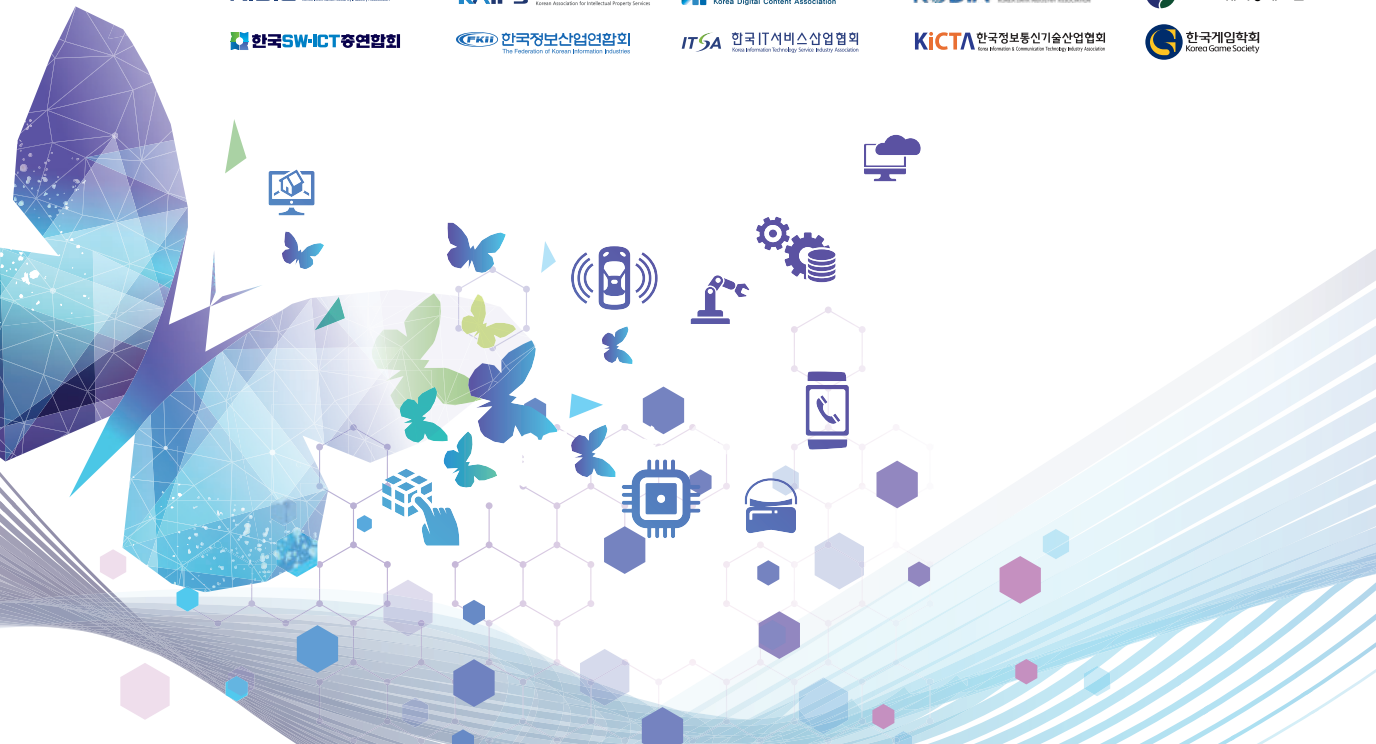 Korean Association for Intellectual Property Services
Korea Digital Content Association
한국SW·ICT총연합회
FKII 한국정보산업연합회
The Federation of Korean Information Industries
ITSA 한국IT서비스산업협회
Korea Information Technology Service Industry Association
KiCTA 한국정보통신기술산업협회
Korea Information & Communication Technology Industry Association
한국게임학회
Korea Game Society